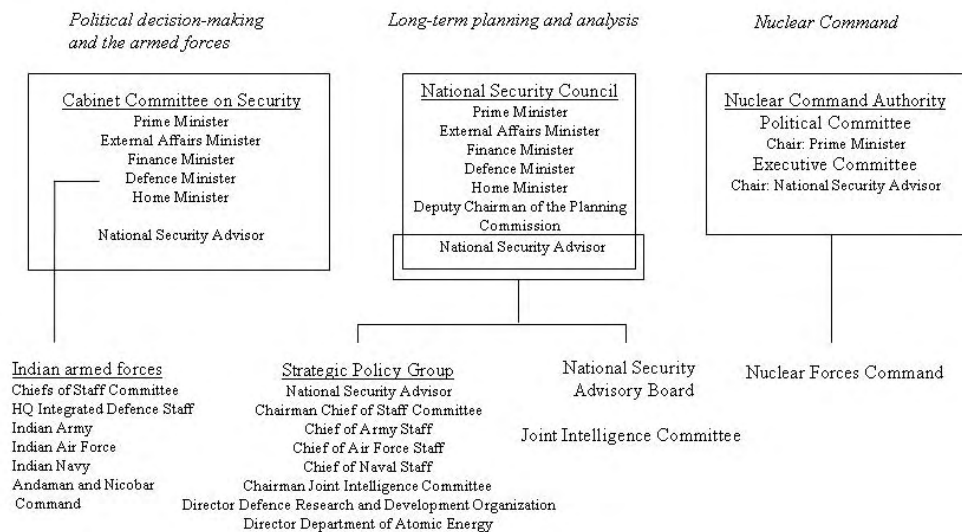 Political decision-making
and the armed forces
Long-term planning and analysis
Nuclear Command
Cabinet Committee on Security
Prime Minister
External Affairs Minister
Finance Minister
Defence Minister
Home Minister
National Security Advisor
National Security Council
Prime Minister
External Affairs Minister
Finance Minister
Defence Minister
Home Minister
Deputy Chairman of the Planning
Commission
National Security Advisor
Nuclear Command Authority
Political Committee
Chair: Prime Minister
Executive Committee
Chair: National Security Advisor
Indian armed forces
Chiefs of Staff Committee
HQ Integrated Defence Staff
Indian Army
Indian Air Force
Indian Navy
Andaman and Nicobar
Command
Strategic Policy Group
National Security Advisor
Chairman Chief of Staff Committee
Chief of Army Staff
Chief of Air Force Staff
Chief of Naval Staff
Chairman Joint Intelligence Committee
Director Defence Research and Development Organization
Director Department of Atomic Energy
National Security
Advisory Board
Joint Intelligence Committee
Nuclear Forces Command